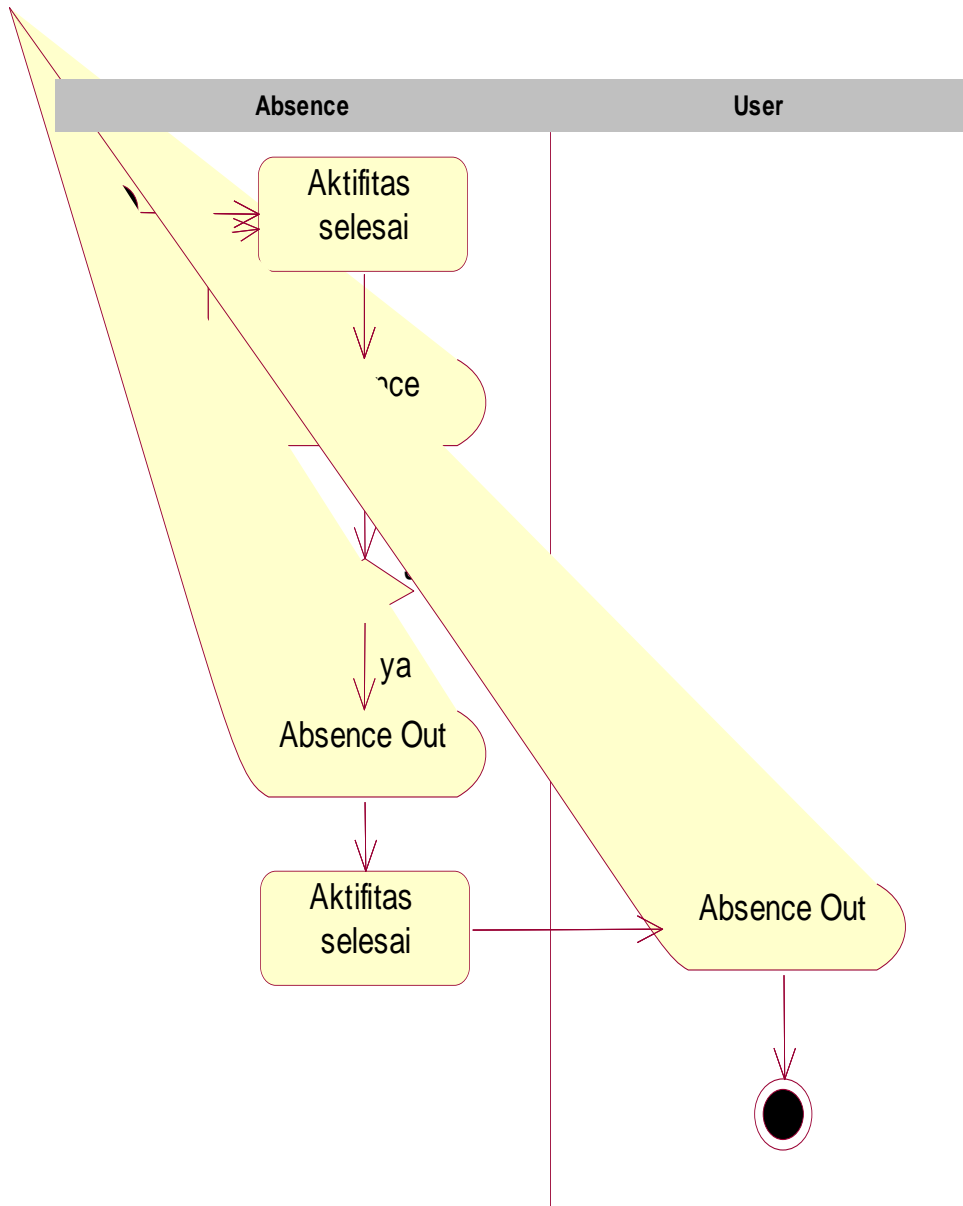 Absence
User
Aktifitas
selesai
ya
Absence Out
Aktifitas
selesai
Absence Out